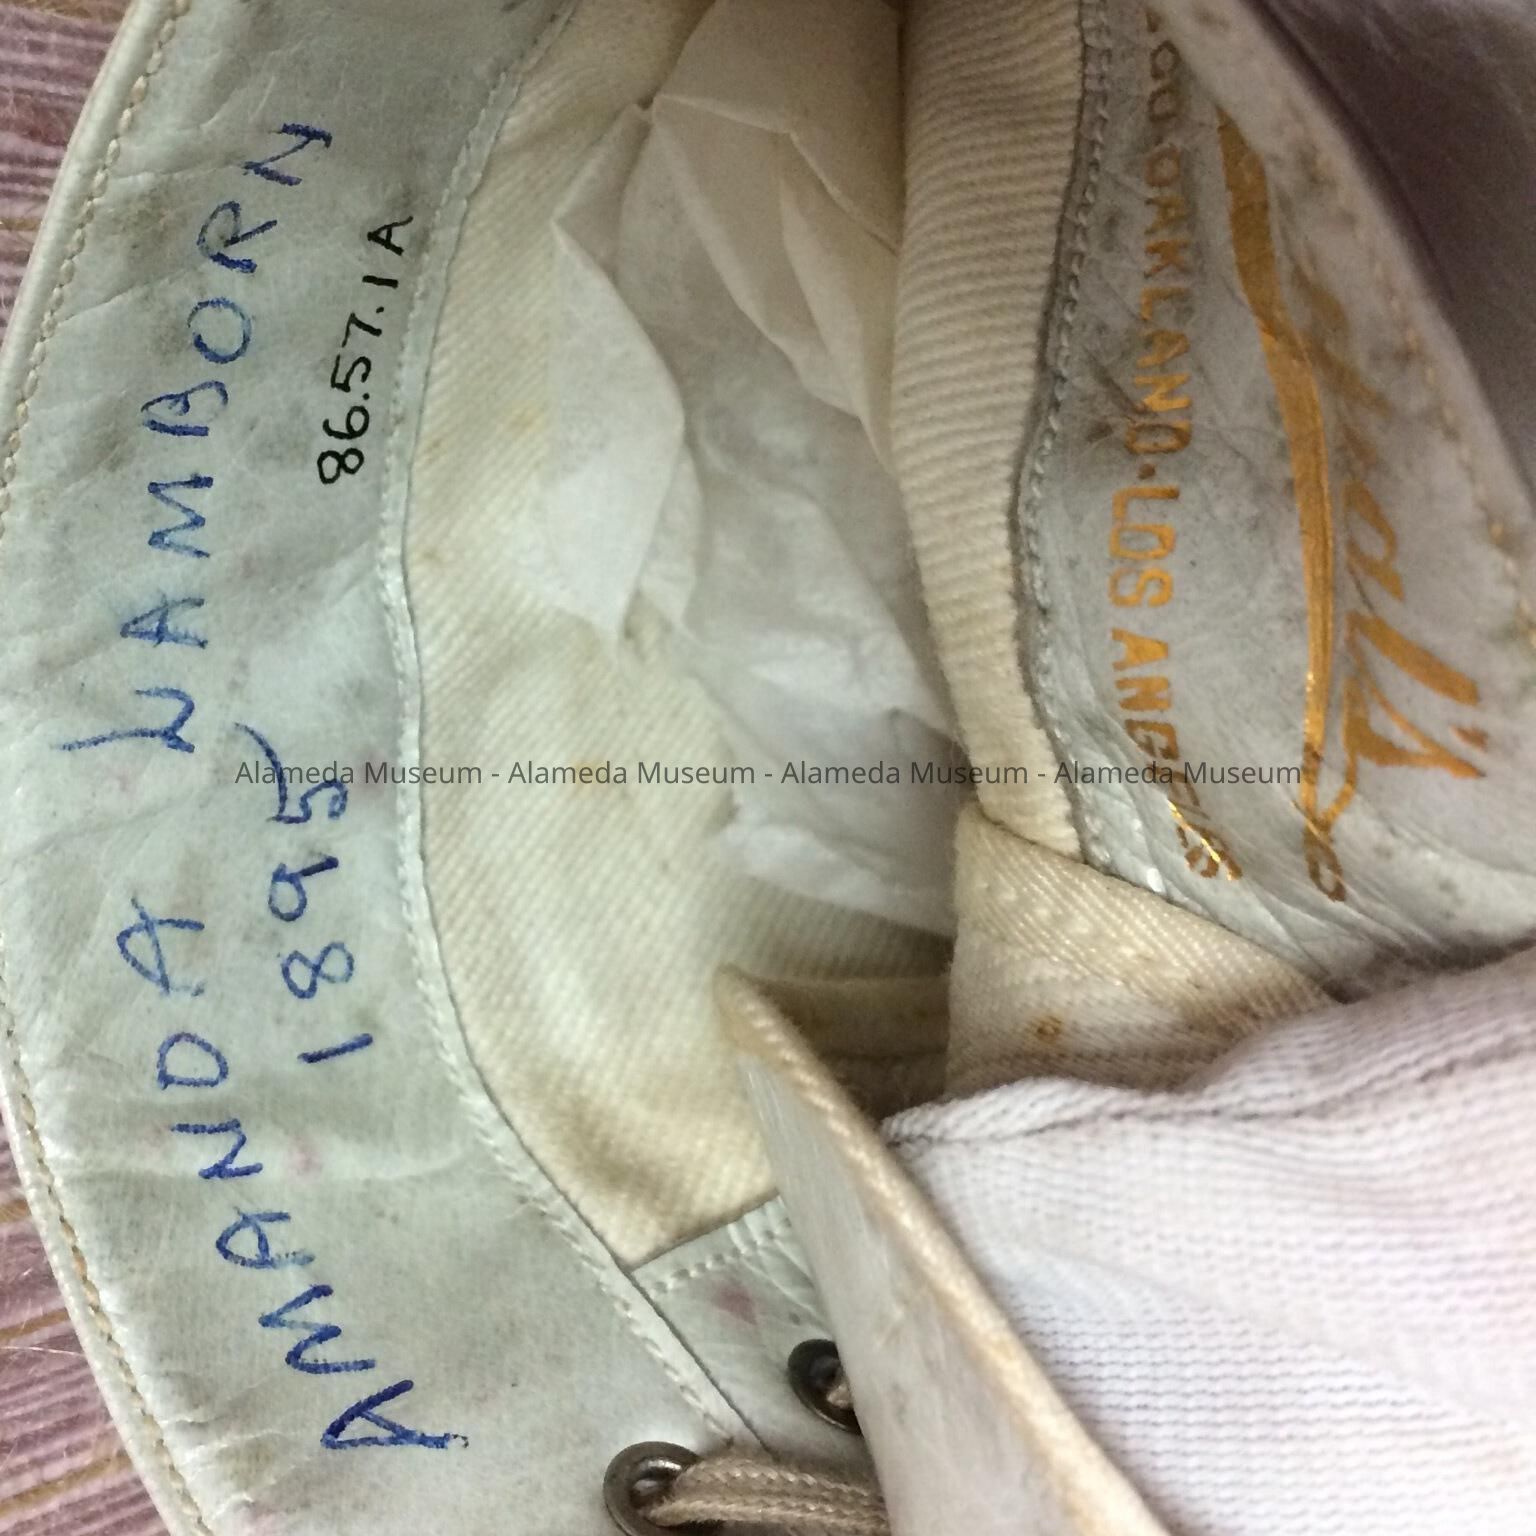 AMANDA LAMBORN
1895
86.57.1A
OAKLAND·LOS ANGELES
Alameda Museum - Alameda Museum - Alameda Museum - Alameda Museum